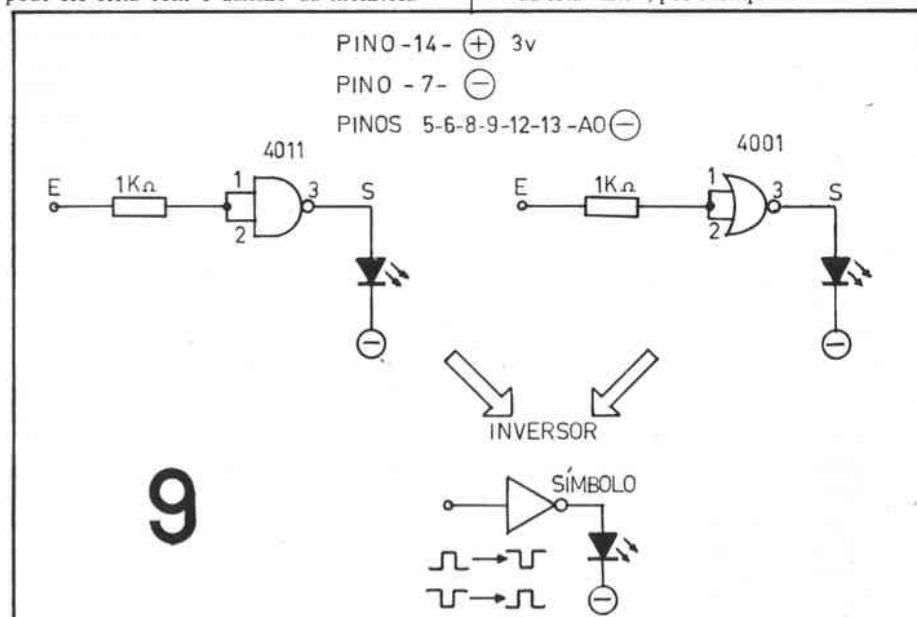 PINO -14- ⊕ 3v
PINO -7- ⊖
PINOS 5-6-8-9-12-13 -AO ⊖
4011
E 1KΩ 1 2 3 S
⊖
4001
E 1KΩ 1 2 3 S
⊖
INVERSOR
SÍMBOLO
⊖
9